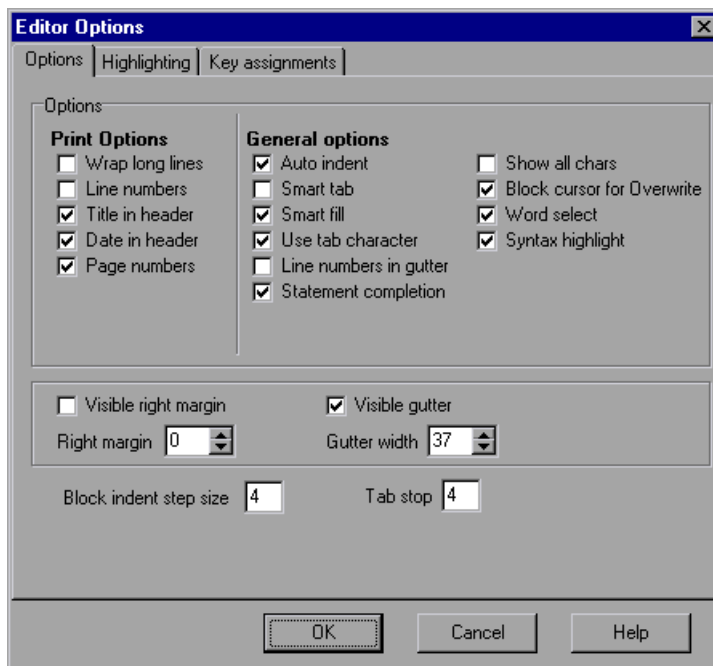 Editor Options
Options Highlighting Key assignments
Options
Print Options
Wrap long lines
Line numbers
Title in header
Date in header
Page numbers
General options
Auto indent
Smart tab
Smart fill
Use tab character
Line numbers in gutter
Statement completion
Show all chars
Block cursor for Overwrite
Word select
Syntax highlight
Visible right margin
Right margin 0
Visible gutter
Gutter width 37
Block indent step size 4
Tab stop 4
OK Cancel Help